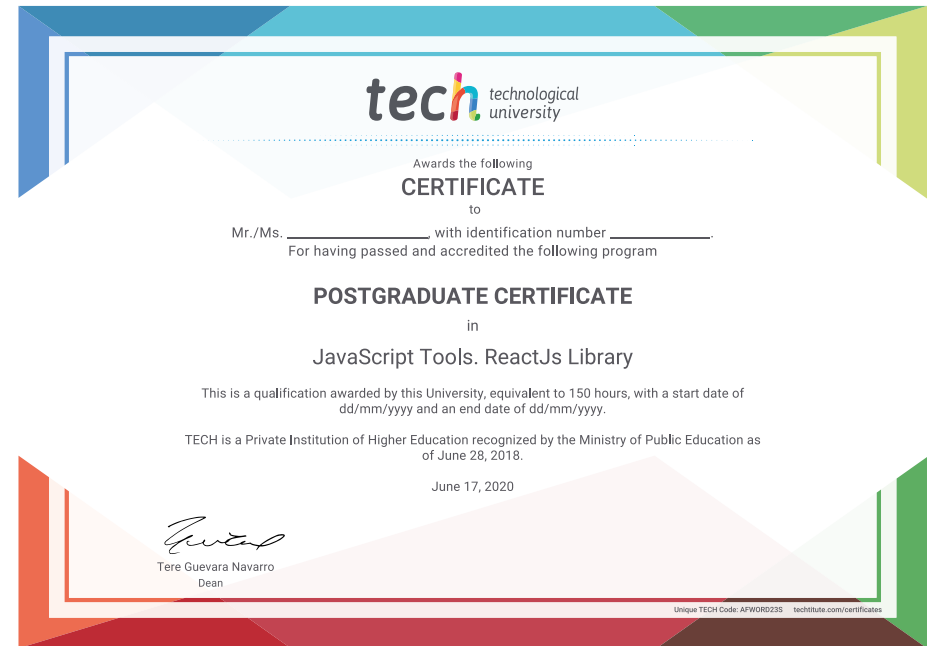 tech technological
university
Awards the following
CERTIFICATE
to
Mr./Ms. ____________________, with identification number ______________.
For having passed and accredited the following program
POSTGRADUATE CERTIFICATE
in
JavaScript Tools. ReactJs Library
This is a qualification awarded by this University, equivalent to 150 hours, with a start date of
dd/mm/yyyy and an end date of dd/mm/yyyy.
TECH is a Private Institution of Higher Education recognized by the Ministry of Public Education as
of June 28, 2018.
June 17, 2020
Tere Guevara Navarro
Dean
Unique TECH Code: AFWORD23S techtitute.com/certificates